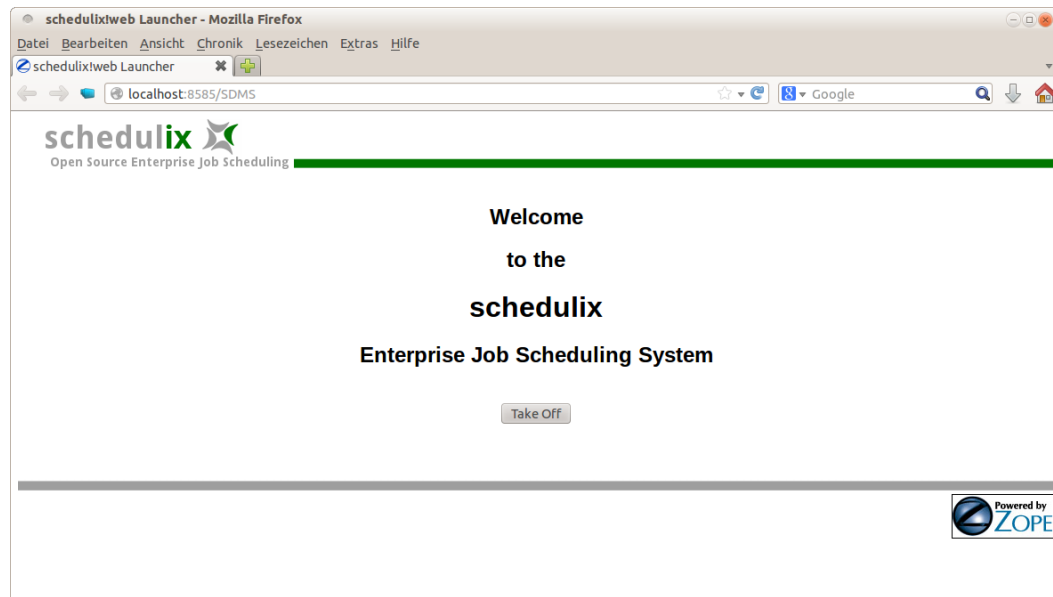 schedulix!web Launcher - Mozilla Firefox
Datei Bearbeiten Ansicht Chronik Lesezeichen Extras Hilfe
schedulix!web Launcher
localhost:8585/SDMS
Google
schedulix
Open Source Enterprise Job Scheduling
Welcome
to the
schedulix
Enterprise Job Scheduling System
Take Off
Powered by
ZOPE